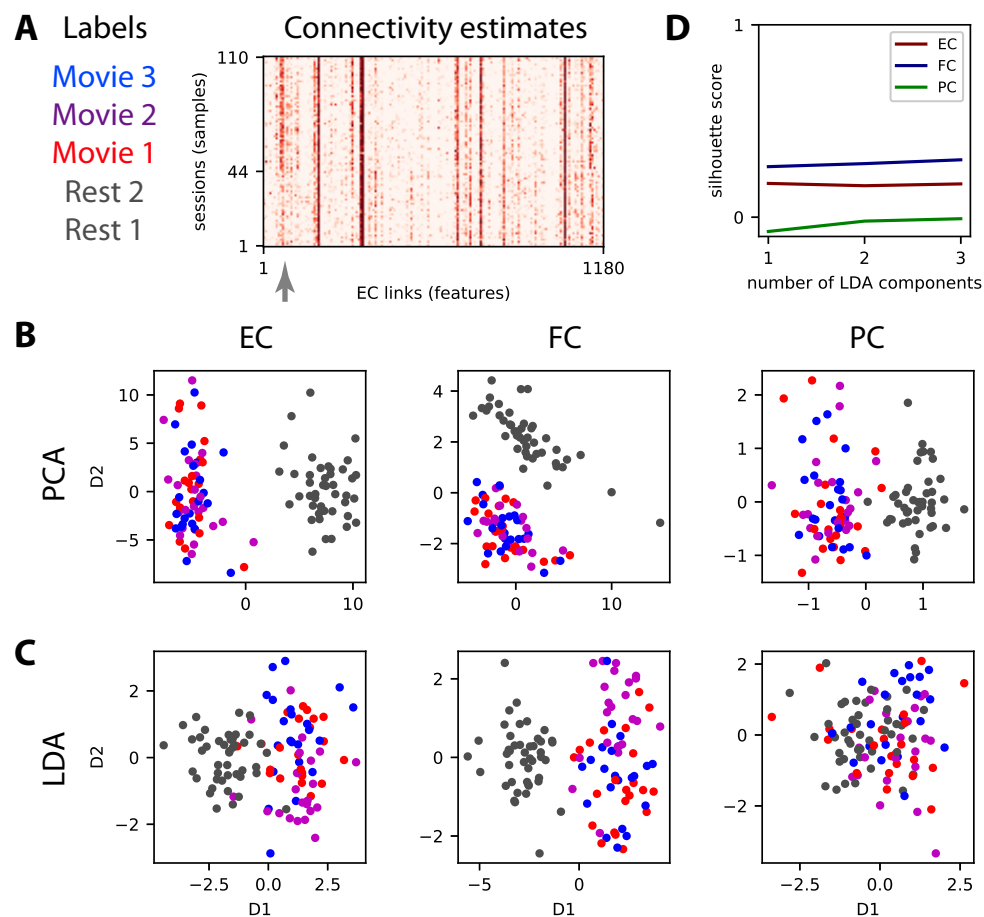 A
Labels
Movie 3
Movie 2
Movie 1
Rest 2
Rest 1
Connectivity estimates
sessions (samples)
110
44
1
1
1180
EC links (features)
D
silhouette score
1
0
EC
FC
PC
1
2
3
number of LDA components
B
EC
FC
PC
PCA
D2
10
5
0
−5
0
10
4
2
0
−2
0
10
2
1
0
−1
−1
0
1
C
LDA
D2
2
0
−2
−2.5
0.0
2.5
D1
2
0
−2
−5
0
D1
2
0
−2
−2.5
0.0
2.5
D1